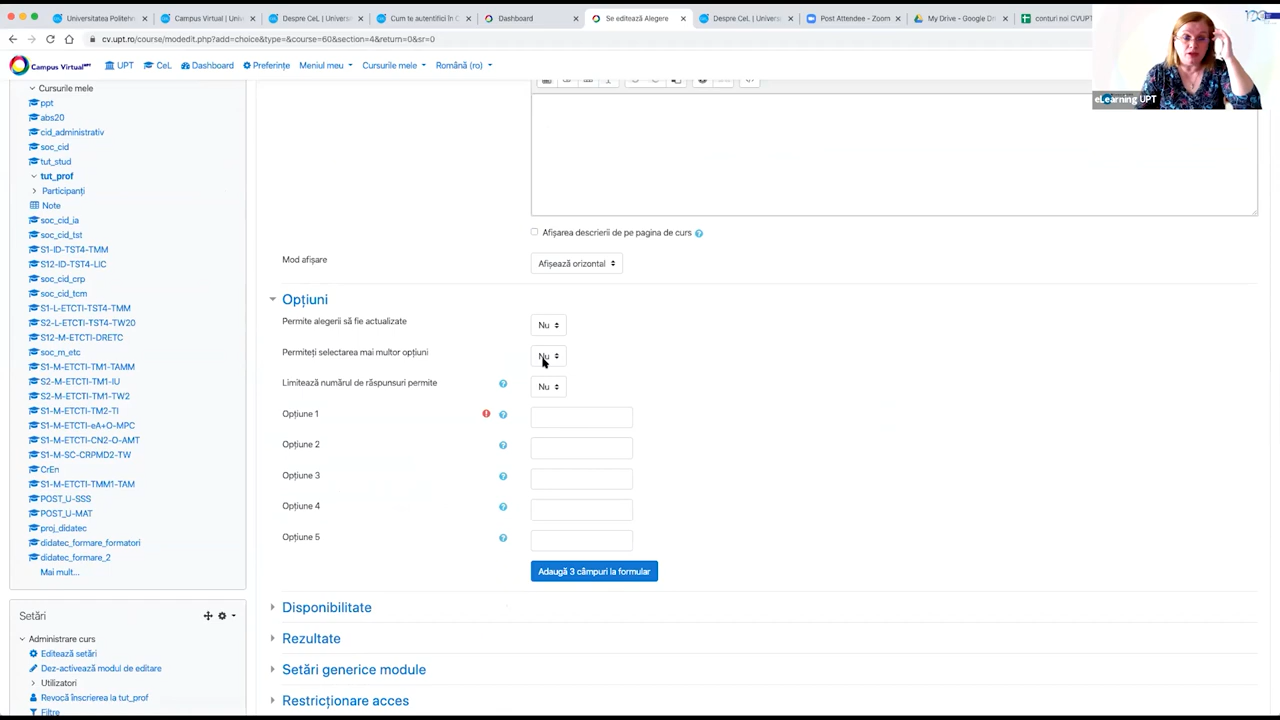 Universitatea Politehn
Campus Virtual | Uni
Despre CeL | Univers
Cum te autentifici în C
Dashboard
Se editează Alegere
Despre CeL | Universi
Post Attendee - Zoom
My Drive - Google Dr
conturi noi CVUPT
cv.upt.ro/course/modedit.php?add=choice&type=&course=60&section=4&return=0&sr=0
Campus Virtual UPT
UPT
CeL
Dashboard
Preferințe
Meniul meu
Cursurile mele
Română (ro)
eLearning UPT
Cursurile mele
ppt
abs20
cid_administrativ
soc_cid
tut_stud
tut_prof
Participanți
Note
soc_cid_ia
soc_cid_tst
S1-ID-TST4-TMM
S12-ID-TST4-LIC
soc_cid_crp
soc_cid_tcm
S1-L-ETCTI-TST4-TMM
S2-L-ETCTI-TST4-TW20
S12-M-ETCTI-DRETC
soc_m_etc
S1-M-ETCTI-TM1-TAMM
S2-M-ETCTI-TM1-IU
S2-M-ETCTI-TM1-TW2
S1-M-ETCTI-TM2-TI
S1-M-ETCTI-eA+O-MPC
S1-M-ETCTI-CN2-O-AMT
S1-M-SC-CRPMD2-TW
CrEn
S1-M-ETCTI-TMM1-TAM
POST_U-SSS
POST_U-MAT
proj_didatec
didatec_formare_formatori
didatec_formare_2
Mai mult...
Setări
Administrare curs
Editează setări
Dez-activează modul de editare
Utilizatori
Revocă înscrierea la tut_prof
Filtre
Afișarea descrierii de pe pagina de curs
Mod afișare
Afișează orizontal
Opțiuni
Permite alegerii să fie actualizate
Nu
Permiteți selectarea mai multor opțiuni
Nu
Limitează numărul de răspunsuri permite
Nu
Opțiune 1
Opțiune 2
Opțiune 3
Opțiune 4
Opțiune 5
Adaugă 3 câmpuri la formular
Disponibilitate
Rezultate
Setări generice module
Restricționare acces